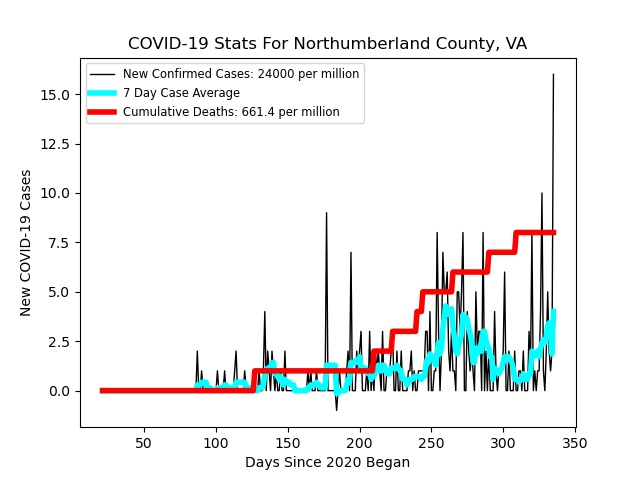 COVID-19 Stats For Northumberland County, VA
New Confirmed Cases: 24000 per million
7 Day Case Average
Cumulative Deaths: 661.4 per million
New COVID-19 Cases
15.0
12.5
10.0
7.5
5.0
2.5
0.0
50 100 150 200 250 300 350
Days Since 2020 Began